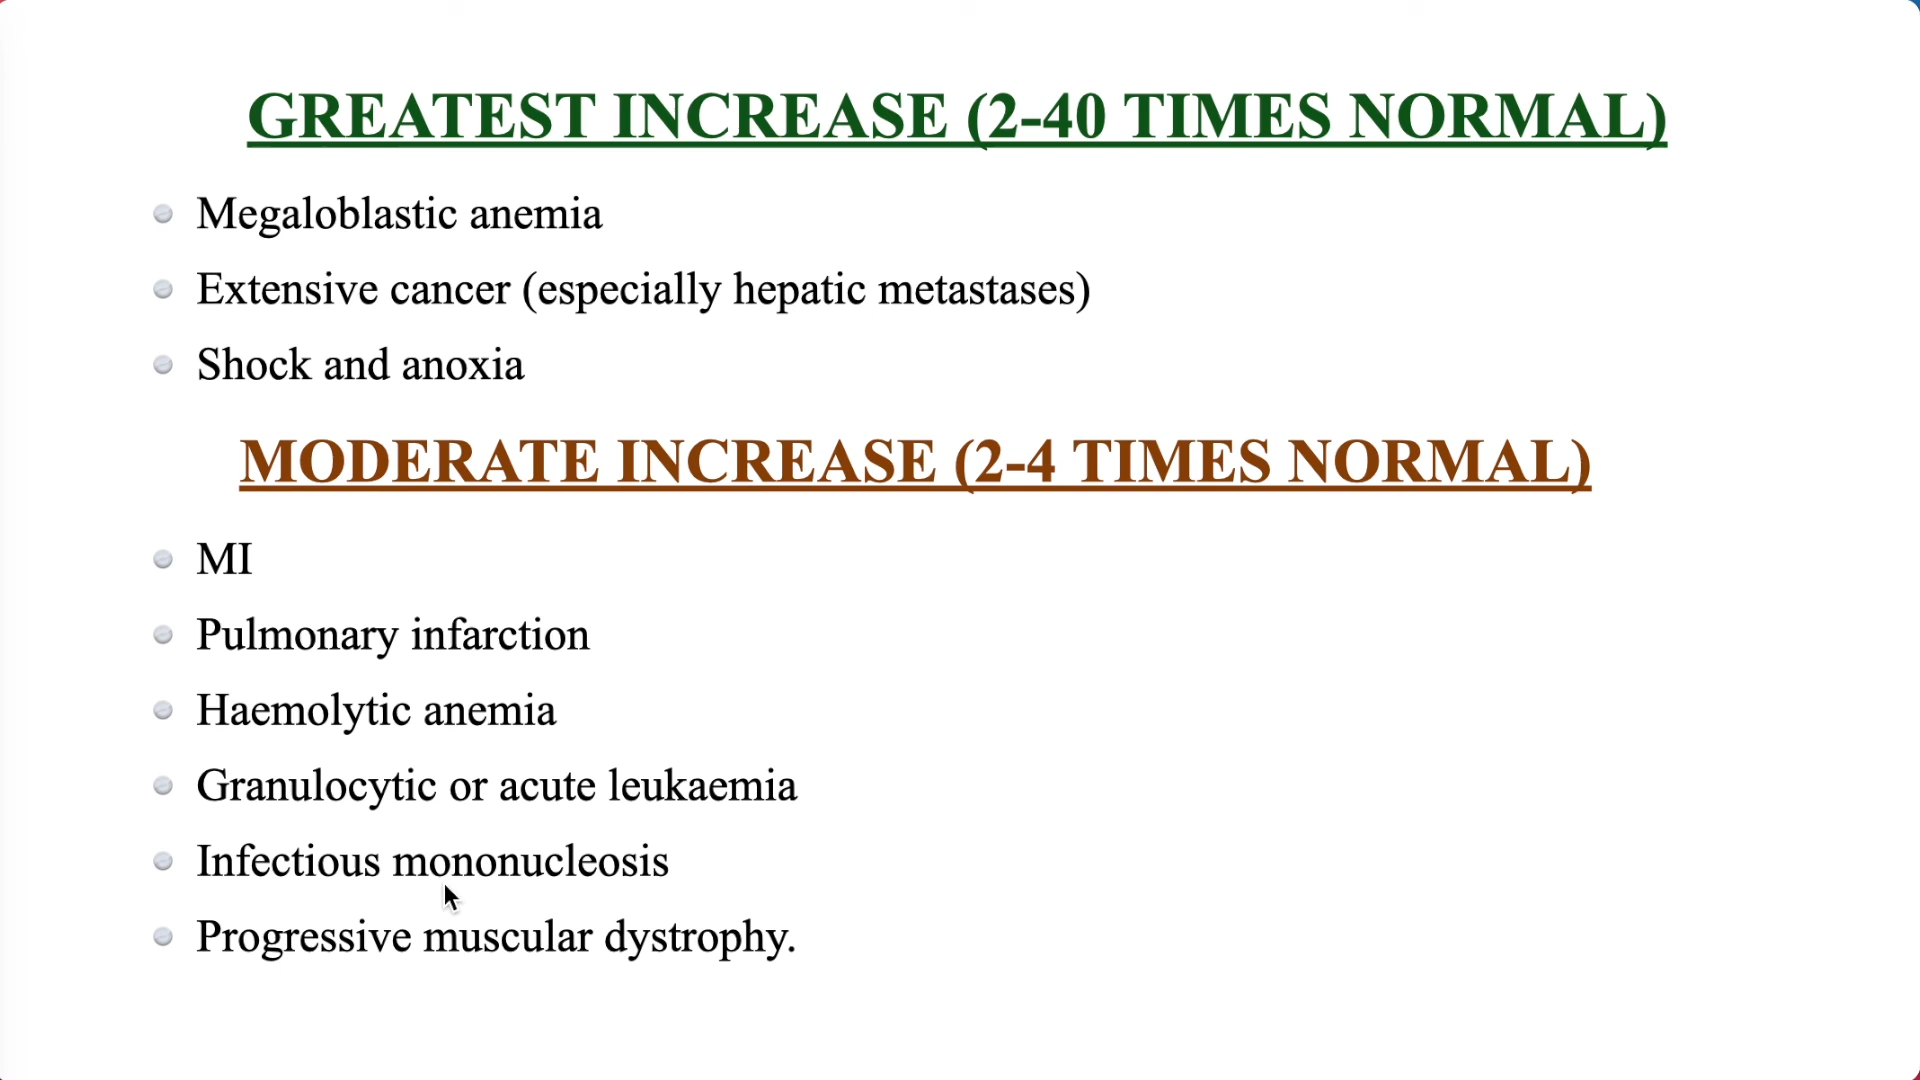 GREATEST INCREASE (2-40 TIMES NORMAL)
Megaloblastic anemia
Extensive cancer (especially hepatic metastases)
Shock and anoxia
MODERATE INCREASE (2-4 TIMES NORMAL)
MI
Pulmonary infarction
Haemolytic anemia
Granulocytic or acute leukaemia
Infectious mononucleosis
Progressive muscular dystrophy.